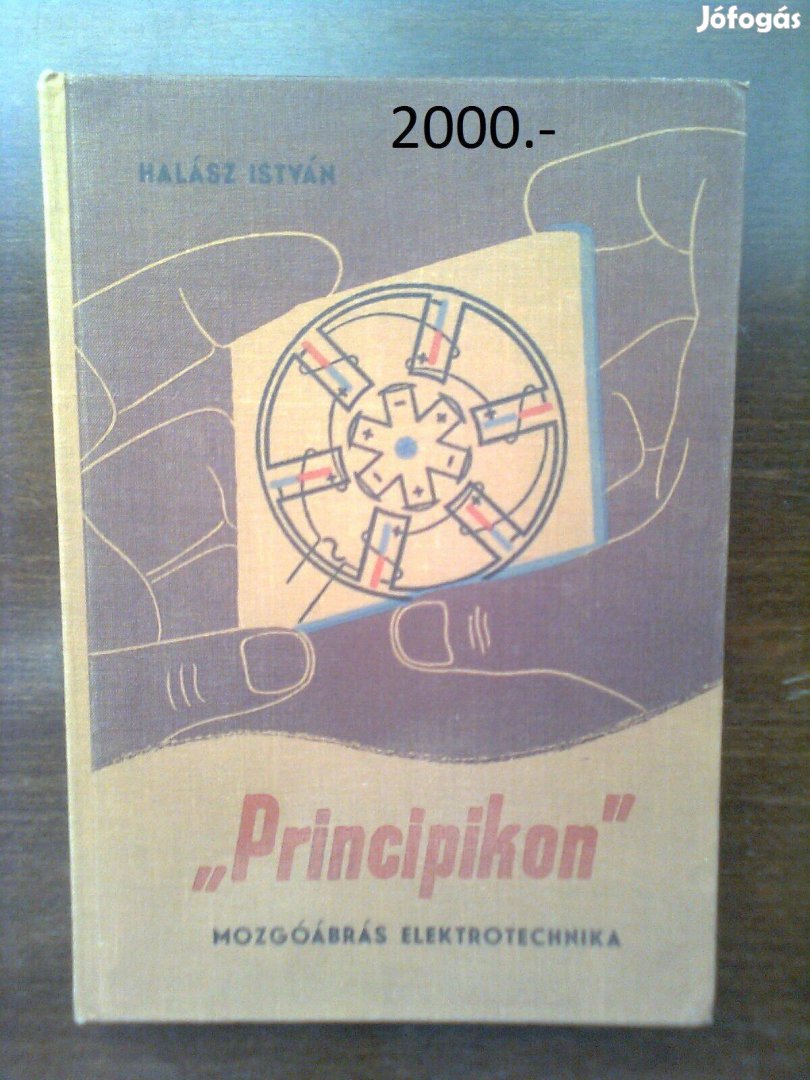 Jófogás
2000.-
HALÁSZ ISTVÁN
„Principikon”
MOZGÓÁBRÁS ELEKTROTECHNIKA